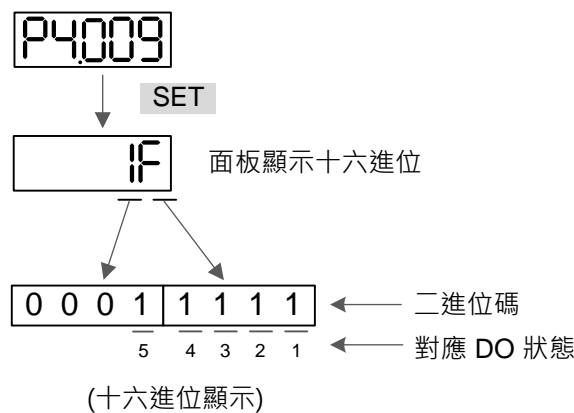 P4.009
SET
1F 面板顯示十六進位
0 0 0 1 1 1 1 1 二進位碼
5 4 3 2 1 對應 DO 狀態
(十六進位顯示)